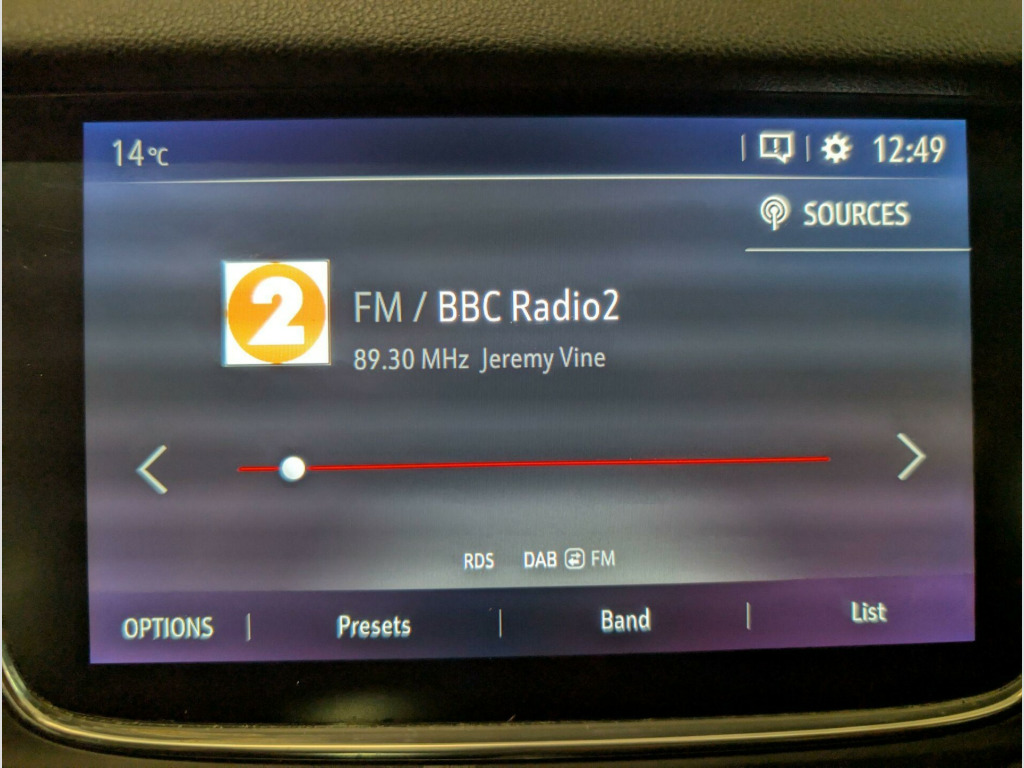 14°C 12:49
SOURCES
2 FM / BBC Radio2
89.30 MHz Jeremy Vine
RDS DAB FM
OPTIONS Presets Band List